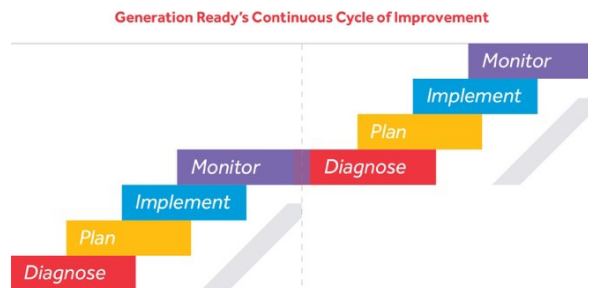 Generation Ready's Continuous Cycle of Improvement
Monitor
Implement
Plan
Monitor
Diagnose
Implement
Plan
Diagnose